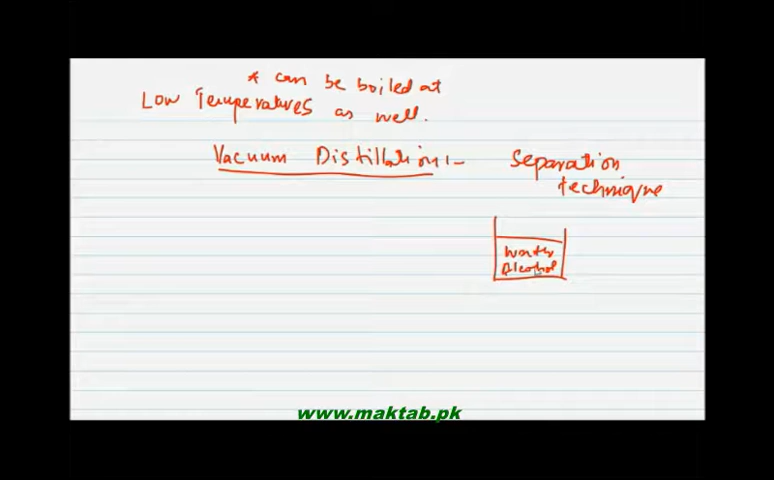 * can be boiled at
Low Temperatures as well.
Vacuum Distillation:-
Separation
technique
Water
Alcohol
www.maktab.pk